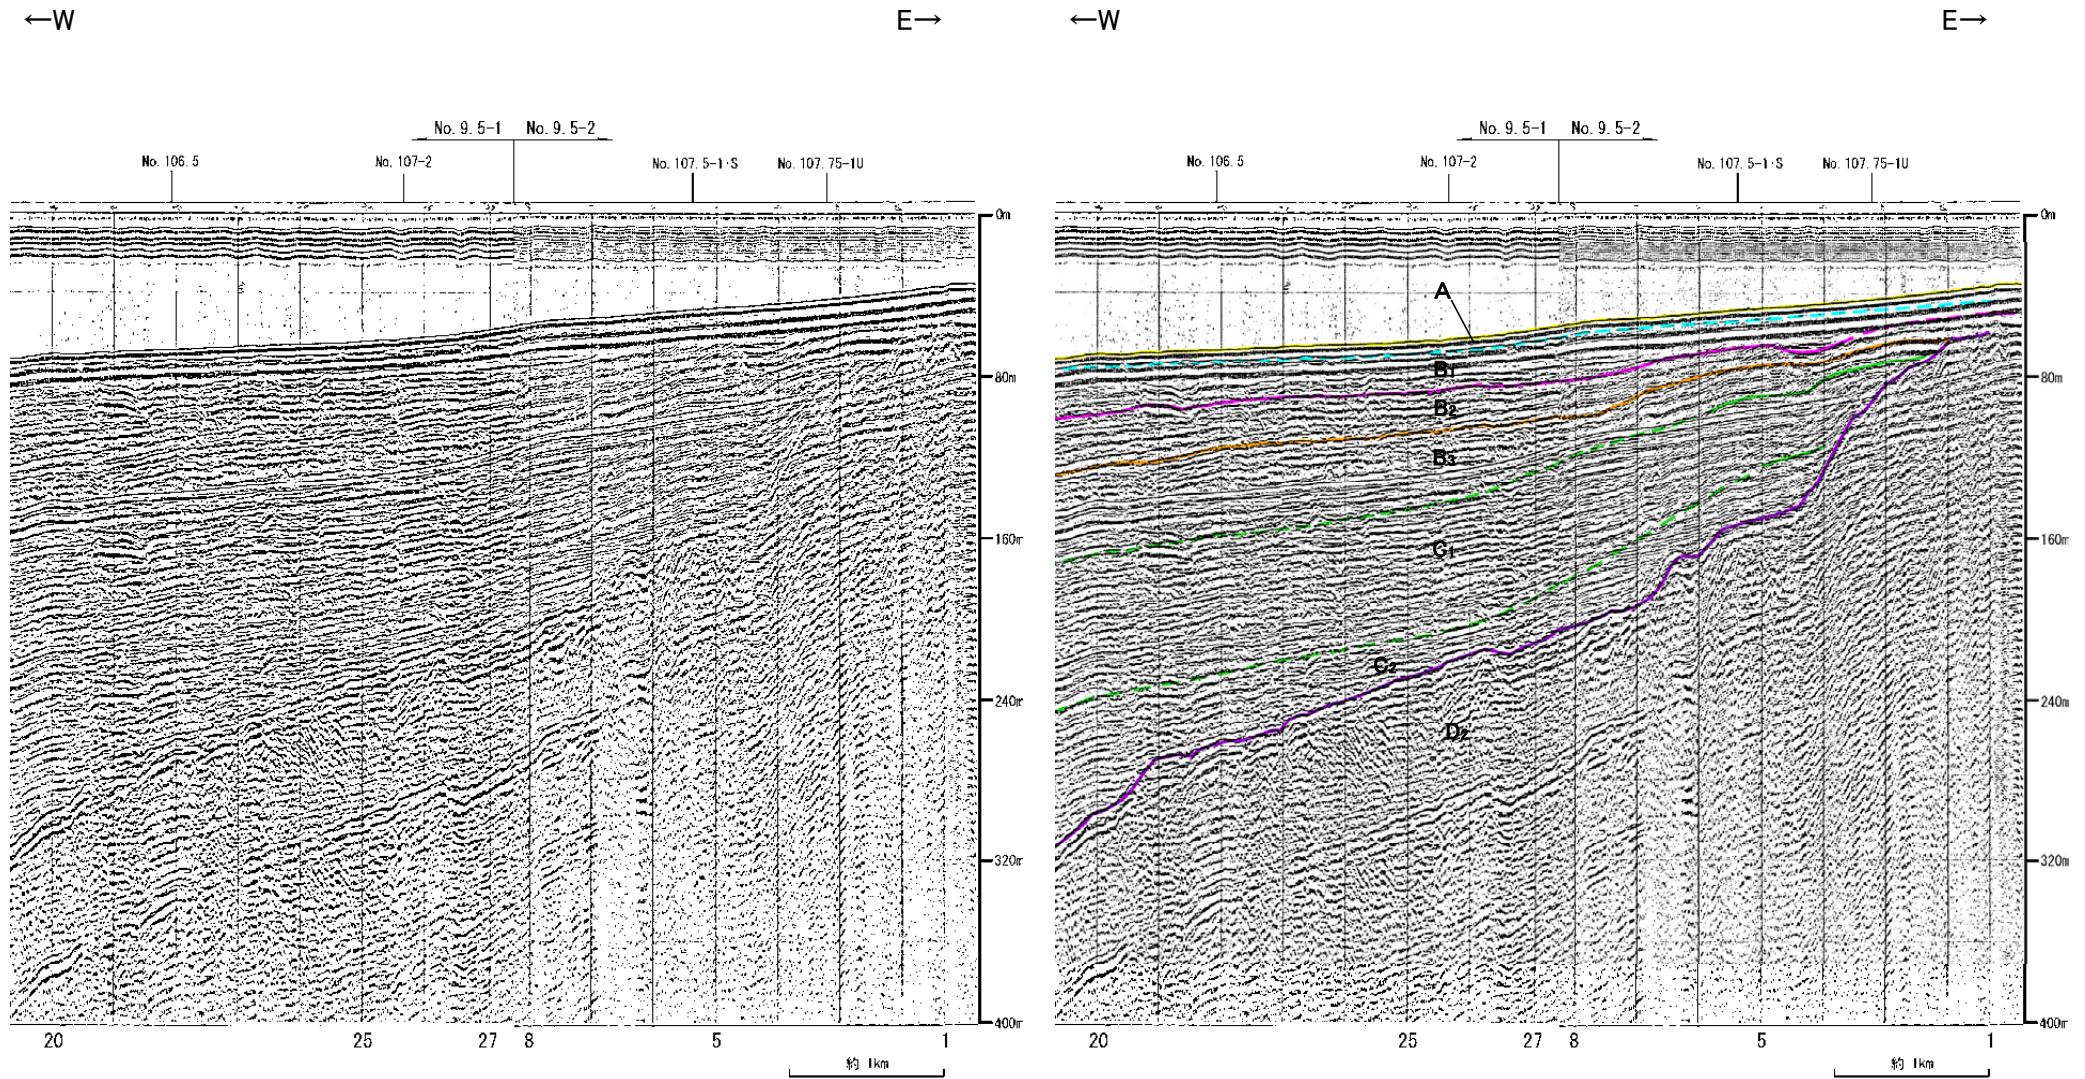 ←W E→
No. 9.5-1 No. 9.5-2
No. 106.5 No. 107-2 No. 107.5-1·S No. 107.75-1U
0m
80m
160m
240m
320m
400m
20 25 27 8 5 1
約 1km
←W E→
No. 9.5-1 No. 9.5-2
No. 106.5 No. 107-2 No. 107.5-1·S No. 107.75-1U
A
B1
B2
B3
C1
C2
D2
0m
80m
160m
240m
320m
400m
20 25 27 8 5 1
約 1km